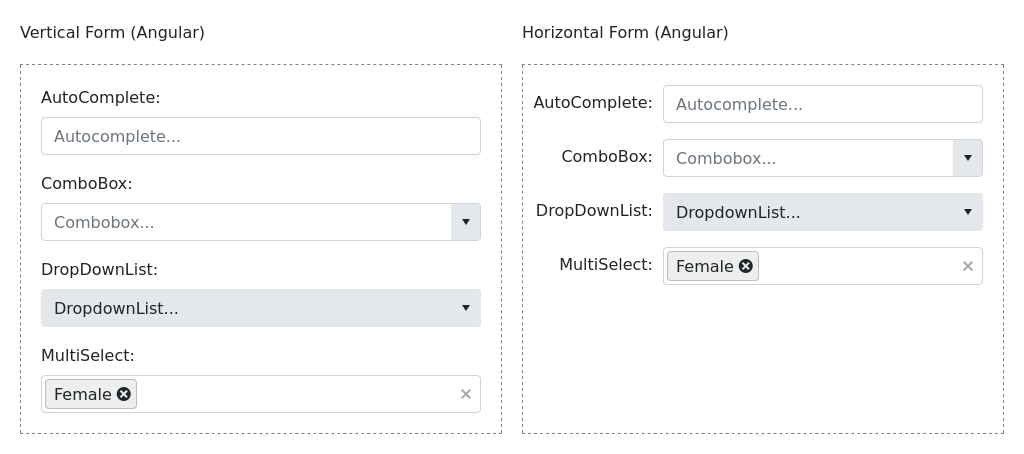 Vertical Form (Angular)
AutoComplete:
Autocomplete...
ComboBox:
Combobox...
DropDownList:
DropdownList...
MultiSelect:
Female
Horizontal Form (Angular)
AutoComplete: Autocomplete...
ComboBox: Combobox...
DropDownList: DropdownList...
MultiSelect: Female